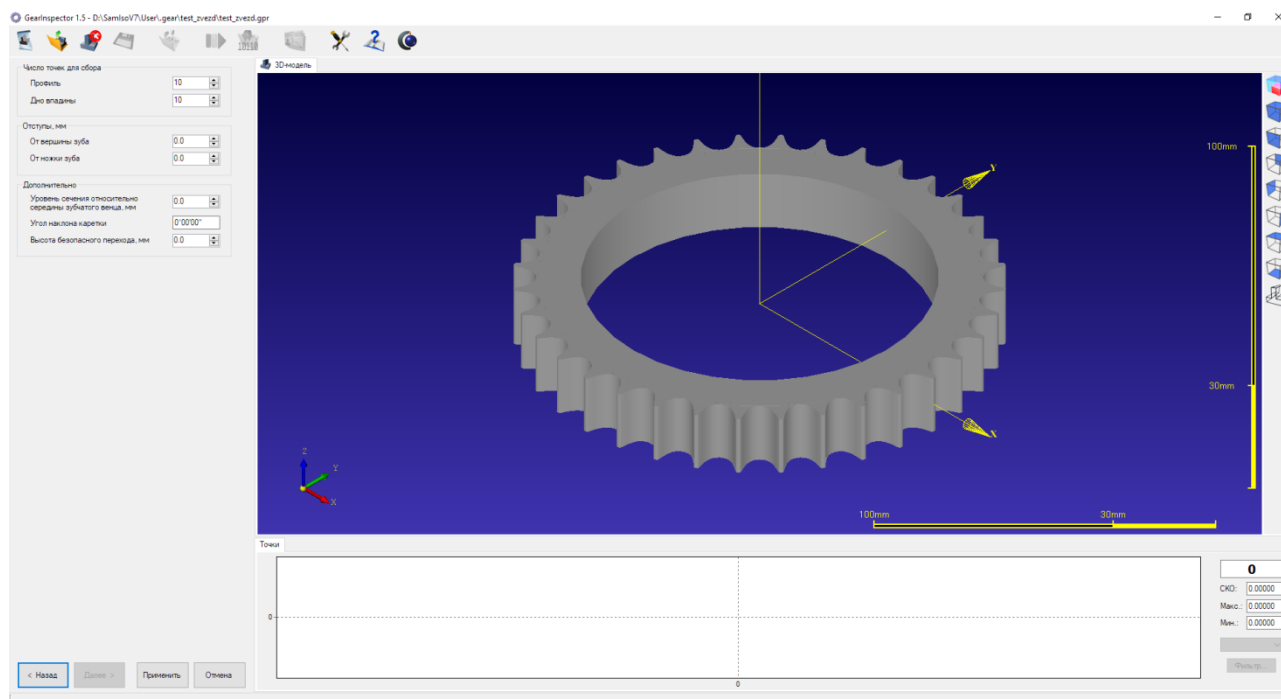 GearInspector 1.5 - D:\SamIsoV7\User\.gear\test_zvezd\test_zvezd.gpr
Число точек для сбора
Профиль 10
Дно впадины 10
Отступы, мм
От вершины зуба 0.0
От ножки зуба 0.0
Дополнительно
Уровень сечения относительно
середины зубчатого венца, мм 0.0
Угол наклона каретки 0°00'00"
Высота безопасного перехода, мм 0.0
< Назад
Далее >
Применить
Отмена
3D-модель
100mm
Y
30mm
X
Z
Y
X
100mm
30mm
Точки
0
0
0
СКО: 0.00000
Макс.: 0.00000
Мин.: 0.00000
Фильтр...